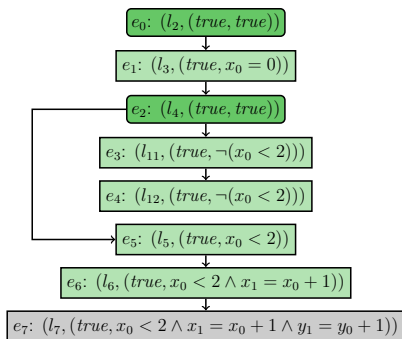 e₀: (l₂, (true, true))
e₁: (l₃, (true, x₀ = 0))
e₂: (l₄, (true, true))
e₃: (l₁₁, (true, ¬(x₀ < 2)))
e₄: (l₁₂, (true, ¬(x₀ < 2)))
e₅: (l₅, (true, x₀ < 2))
e₆: (l₆, (true, x₀ < 2 ∧ x₁ = x₀ + 1))
e₇: (l₇, (true, x₀ < 2 ∧ x₁ = x₀ + 1 ∧ y₁ = y₀ + 1))